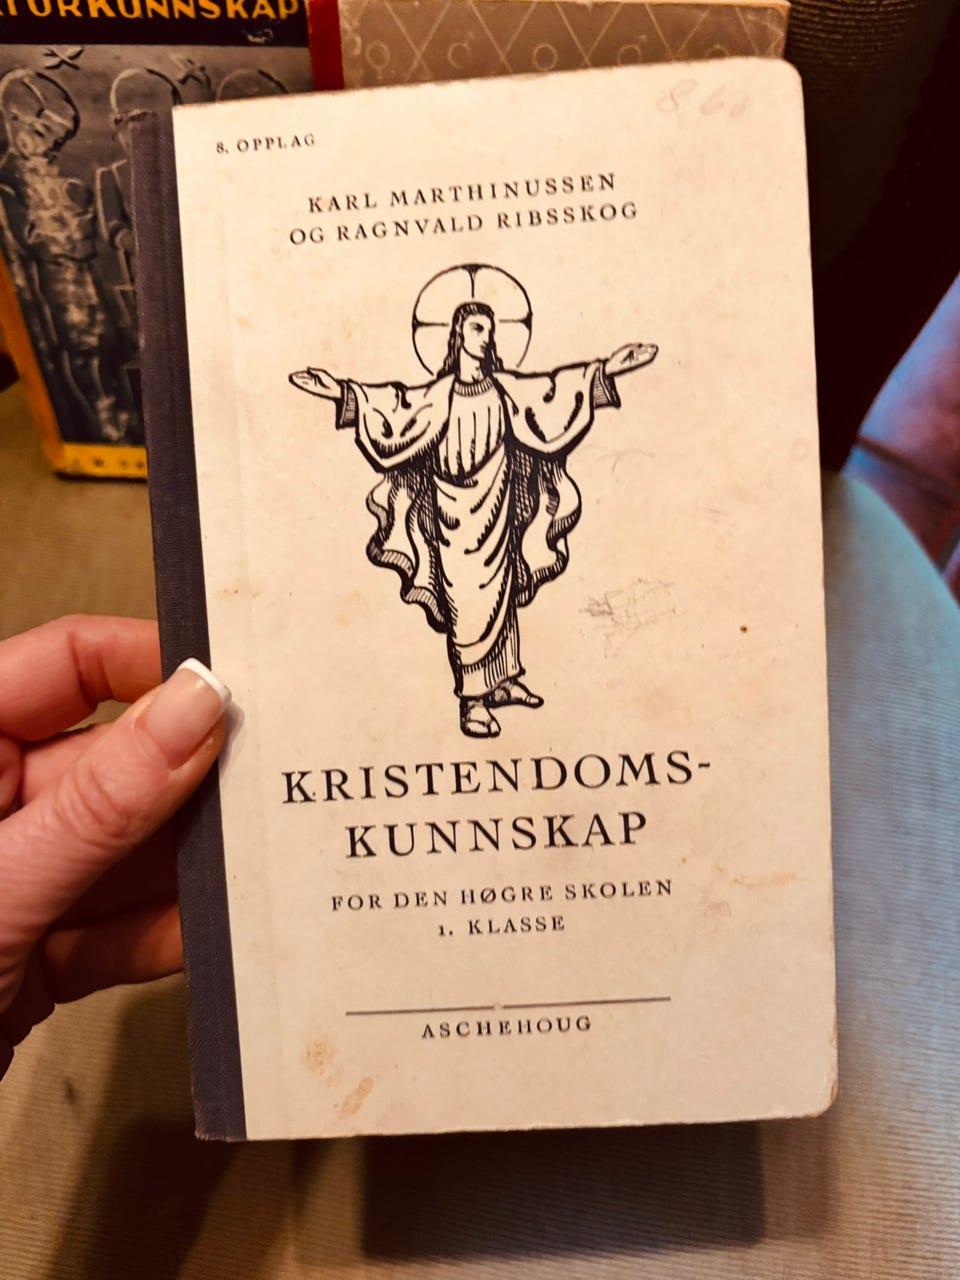 8. OPPLAG
KARL MARTHINUSSEN
OG RAGNVALD RIBSSKOG
KRISTENDOMS-
KUNNSKAP
FOR DEN HØGRE SKOLEN
1. KLASSE
ASCHEHOUG